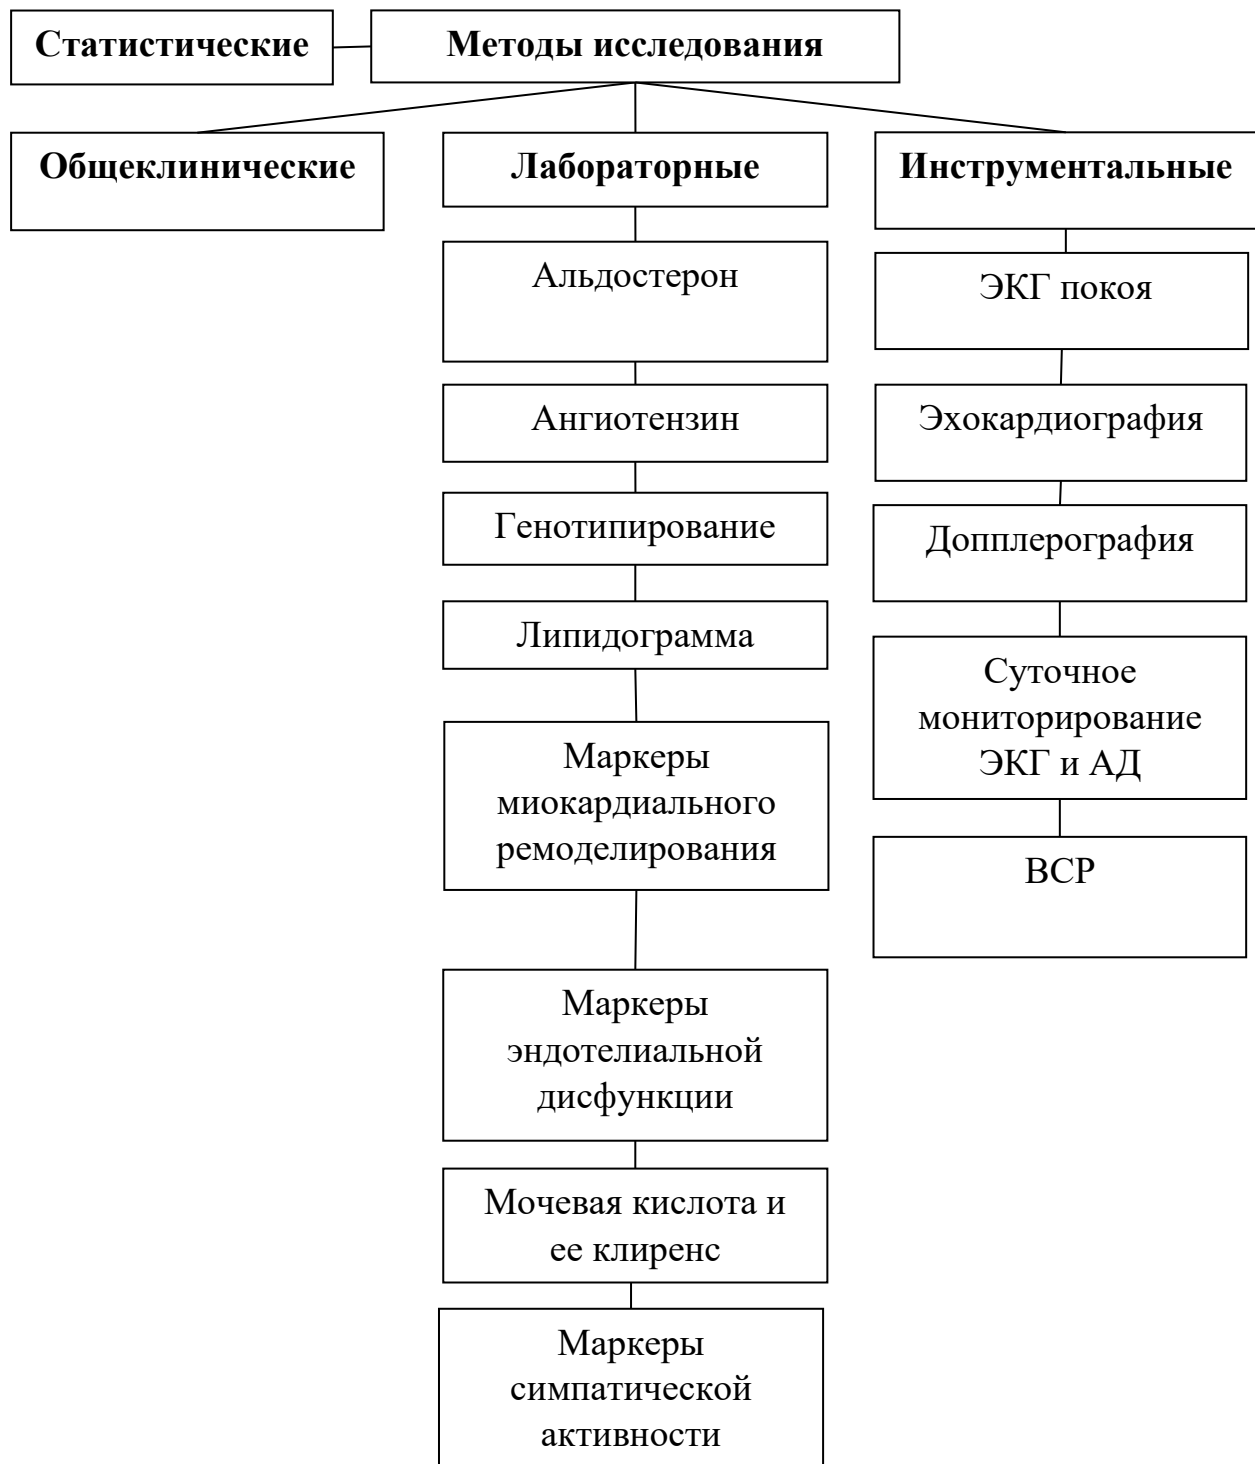 Статистические
Методы исследования
Общеклинические
Лабораторные
Инструментальные
Альдостерон
Ангиотензин
Генотипирование
Липидограмма
Маркеры
миокардиального
ремоделирования
Маркеры
эндотелиальной
дисфункции
Мочевая кислота и
ее клиренс
Маркеры
симпатической
активности
ЭКГ покоя
Эхокардиография
Допплерография
Суточное
мониторирование
ЭКГ и АД
ВСР